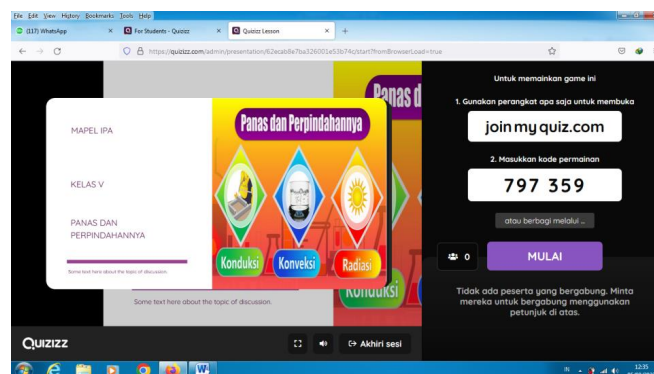 File Edit View History Bookmarks Tools Help
(117) WhatsApp
For Students - Quizizz
Quizizz Lesson
https://quizizz.com/admin/presentation/62ecab8e7ba326001e53b74c/start?fromBrowserLoad=true
Panas d
MAPEL IPA
KELAS V
PANAS DAN
PERPINDAHANNYA
Some text here about the topic of discussion.
Panas dan Perpindahannya
Konduksi
Konveksi
Radiasi
Some text here about the topic of discussion.
Konduksi
Untuk memainkan game ini
1. Gunakan perangkat apa saja untuk membuka
joinmyquiz.com
2. Masukkan kode permainan
797 359
atau berbagi melalui ...
0
MULAI
Tidak ada peserta yang bergabung. Minta
mereka untuk bergabung menggunakan
petunjuk di atas.
Quizizz
Akhiri sesi
IN
12:35